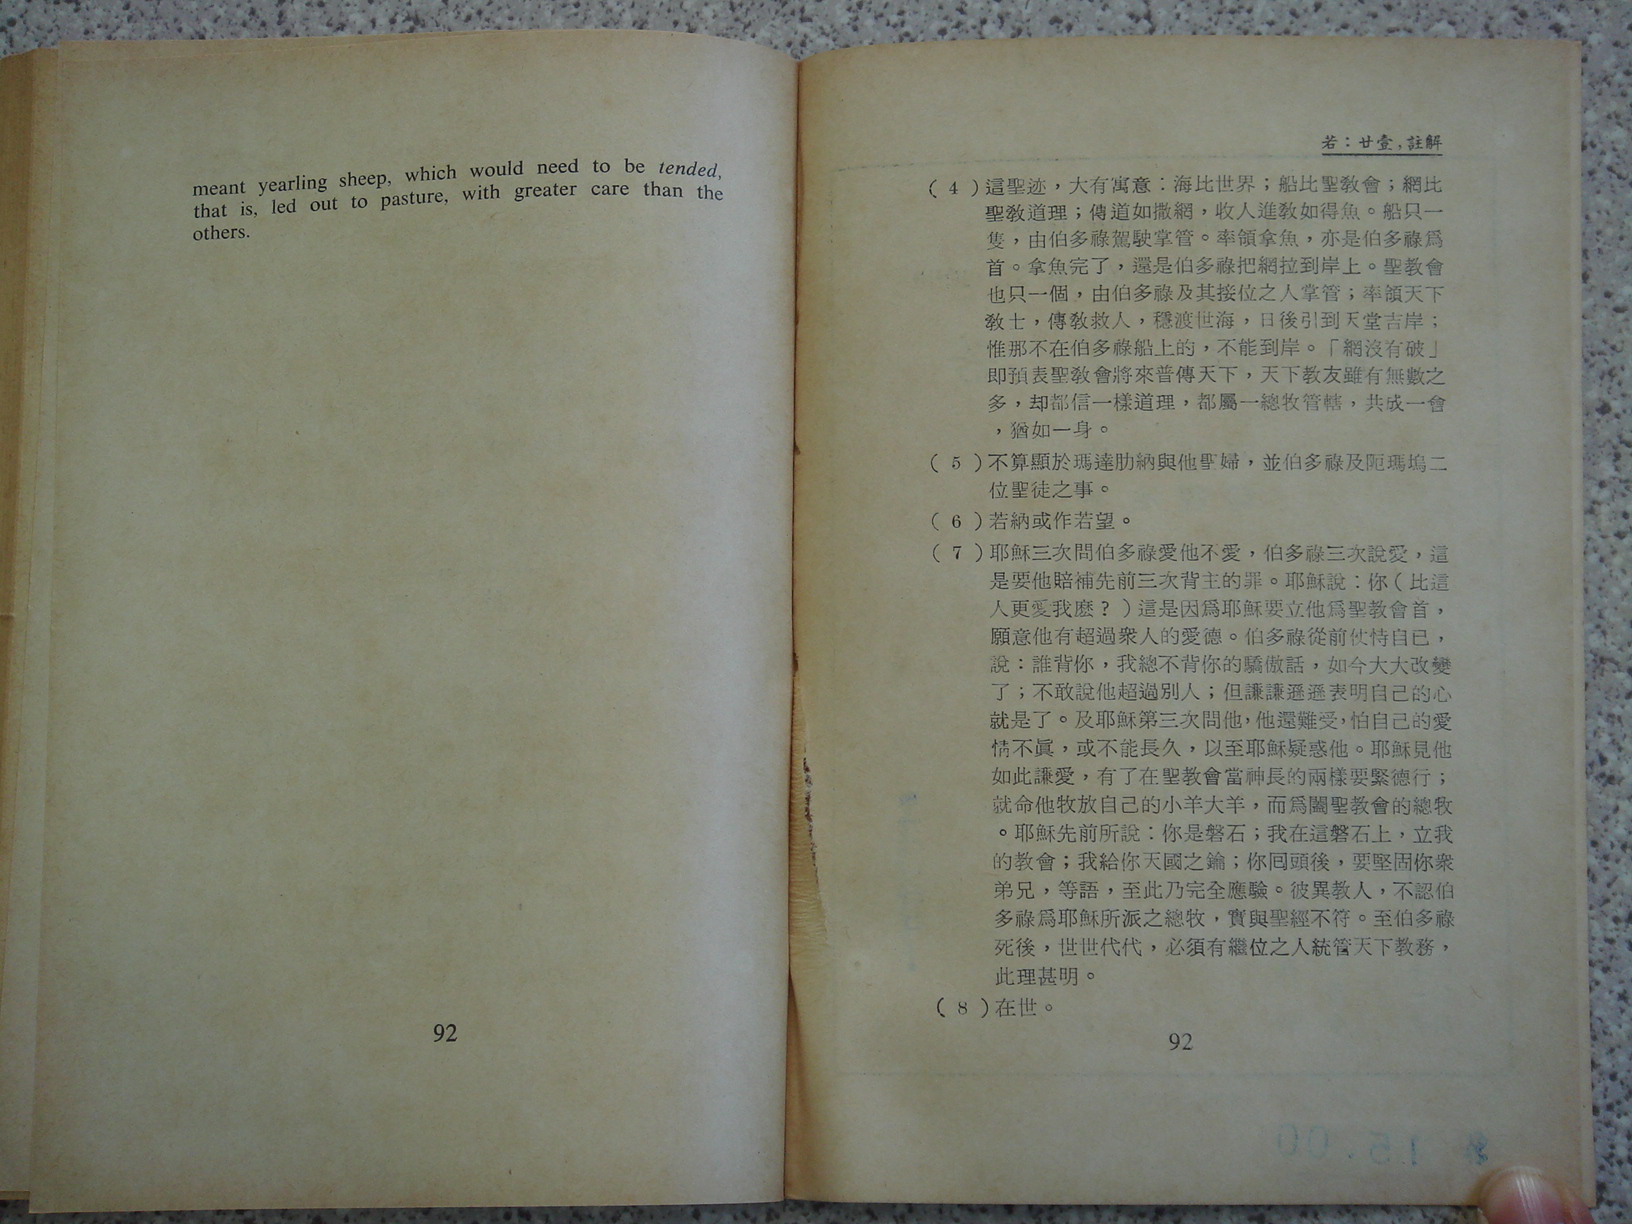 meant yearling sheep, which would need to be tended,
that is, led out to pasture, with greater care than the
others.
92
若：廿壹，註解
(4)這聖迹，大有寓意：海比世界；船比聖敎會；網比
聖敎道理；傳道如撒網，收人進敎如得魚。船只一
隻，由伯多祿駕駛掌管。率領拿魚，亦是伯多祿爲
首。拿魚完了，還是伯多祿把網拉到岸上。聖敎會
也只一個，由伯多祿及其接位之人掌管；率領天下
敎士，傳敎救人，穩渡世海，日後引到天堂吉岸；
惟那不在伯多祿船上的，不能到岸。「網沒有破」
即預表聖敎會將來普傳天下，天下教友雖有無數之
多，却都信一樣道理，都屬一總牧管轄，共成一會
，猶如一身。
(5)不算顯於瑪達肋納與他聖婦，並伯多祿及阨瑪塢二
位聖徒之事。
(6)若納或作若望。
(7)耶穌三次問伯多祿愛他不愛，伯多祿三次說愛，這
是要他賠補先前三次背主的罪。耶穌說：你（比這
人更愛我麽？）這是因爲耶穌要立他爲聖教會首，
願意他有超過衆人的愛德。伯多祿從前仗恃自己，
說：誰背你，我總不背你的驕傲話，如今大大改變
了；不敢說他超過別人；但謙謙遜遜表明自己的心
就是了。及耶穌第三次問他，他還難受，怕自己的愛
情不眞，或不能長久，以至耶穌疑惑他。耶穌見他
如此謙愛，有了在聖教會當神長的兩樣要緊德行；
就命他牧放自己的小羊大羊，而爲闔聖教會的總牧
。耶穌先前所說：你是磐石；我在這磐石上，立我
的教會；我給你天國之鑰；你回頭後，要堅固你衆
弟兄，等語，至此乃完全應驗。彼異教人，不認伯
多祿爲耶穌所派之總牧，實與聖經不符。至伯多祿
死後，世世代代，必須有繼位之人統管天下教務，
此理甚明。
(8)在世。
92
15.00